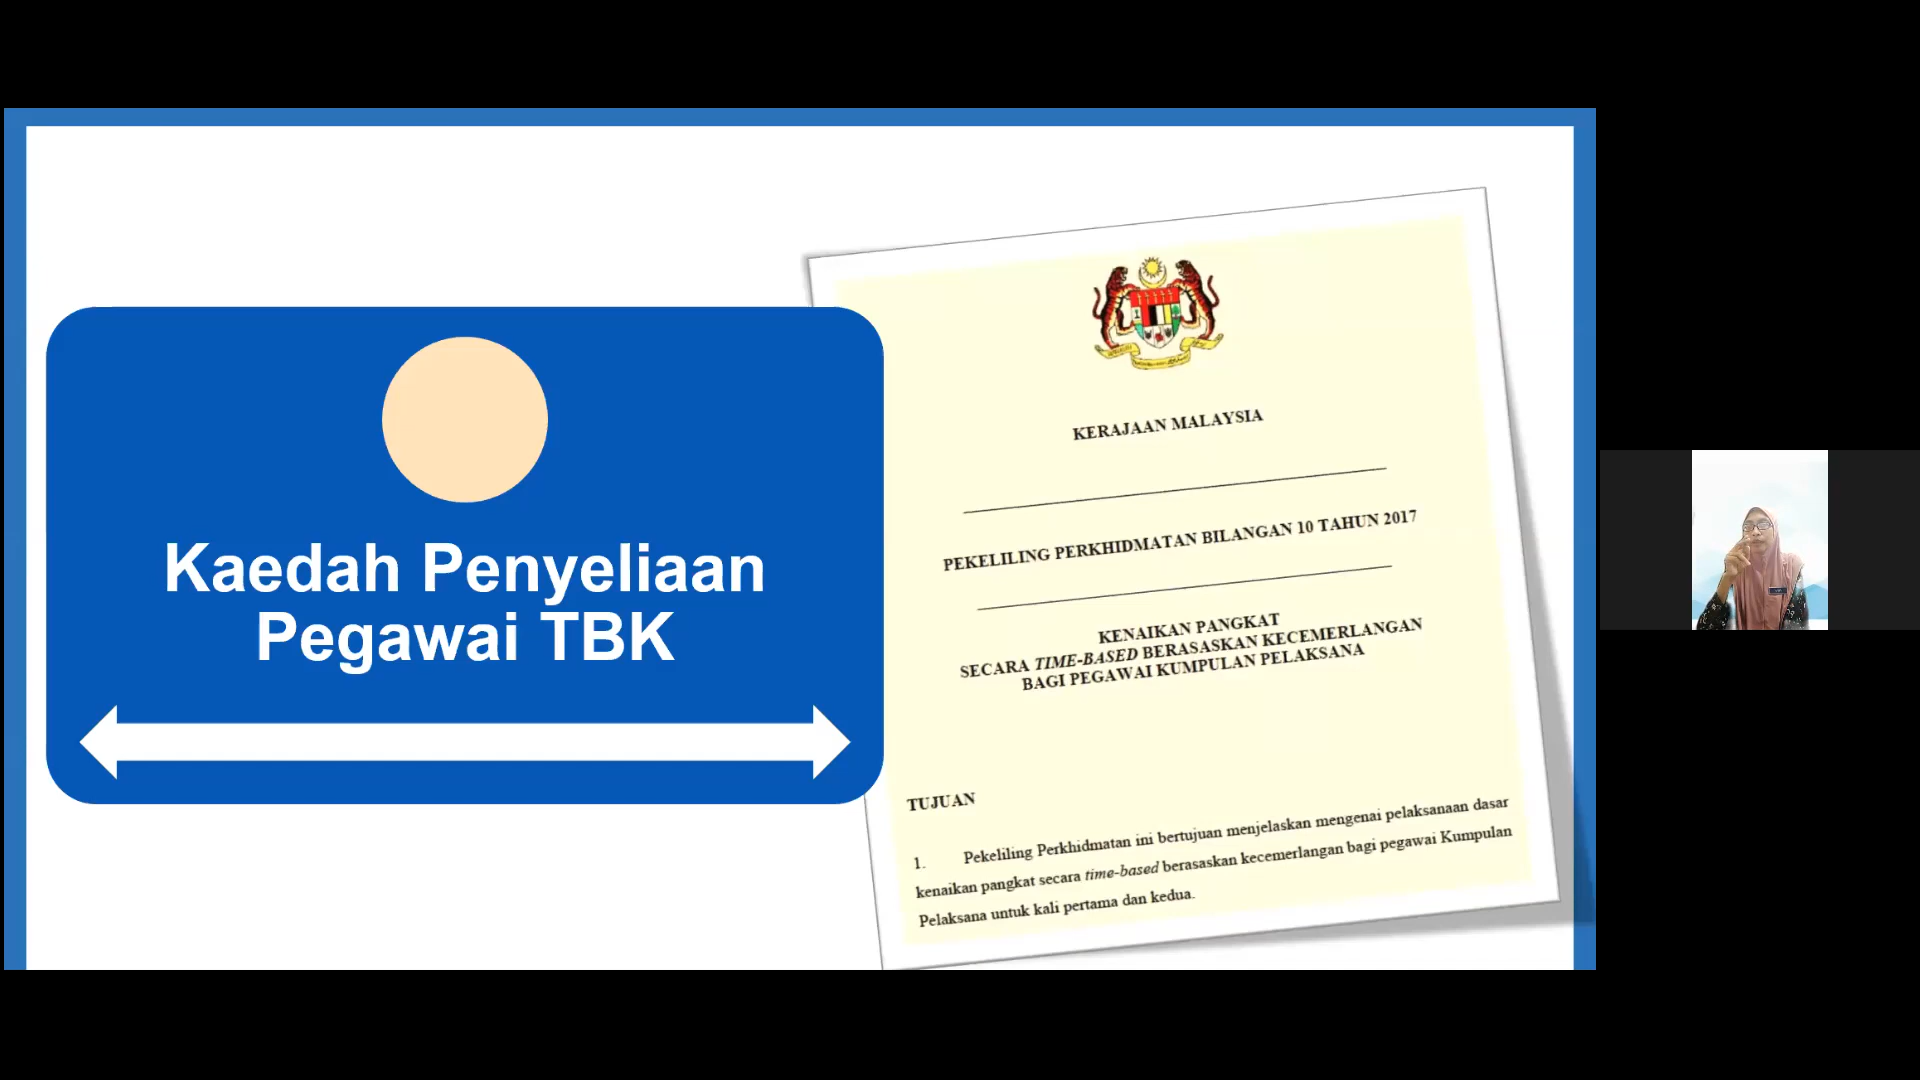 Kaedah Penyeliaan
Pegawai TBK
KERAJAAN MALAYSIA
PEKELILING PERKHIDMATAN BILANGAN 10 TAHUN 2017
KENAIKAN PANGKAT
SECARA TIME-BASED BERASASKAN KECEMERLANGAN
BAGI PEGAWAI KUMPULAN PELAKSANA
TUJUAN
1. Pekeliling Perkhidmatan ini bertujuan menjelaskan mengenai pelaksanaan dasar
kenaikan pangkat secara time-based berasaskan kecemerlangan bagi pegawai Kumpulan
Pelaksana untuk kali pertama dan kedua.